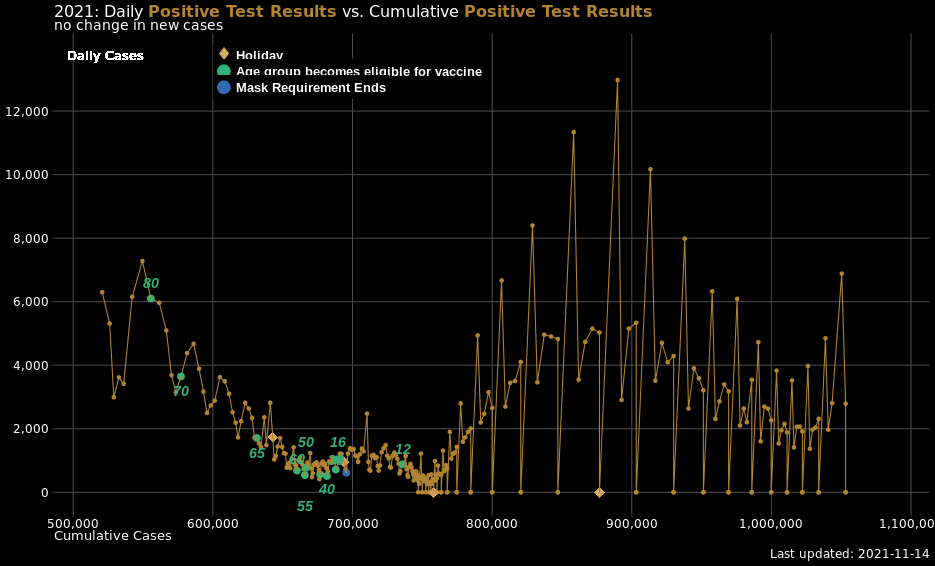 2021: Daily Positive Test Results vs. Cumulative Positive Test Results
no change in new cases
Daily Cases
Holiday
Age group becomes eligible for vaccine
Mask Requirement Ends
12,000
10,000
8,000
6,000
4,000
2,000
0
80
70
65
50
16
12
40
55
500,000 600,000 700,000 800,000 900,000 1,000,000 1,100,00
Cumulative Cases
Last updated: 2021-11-14